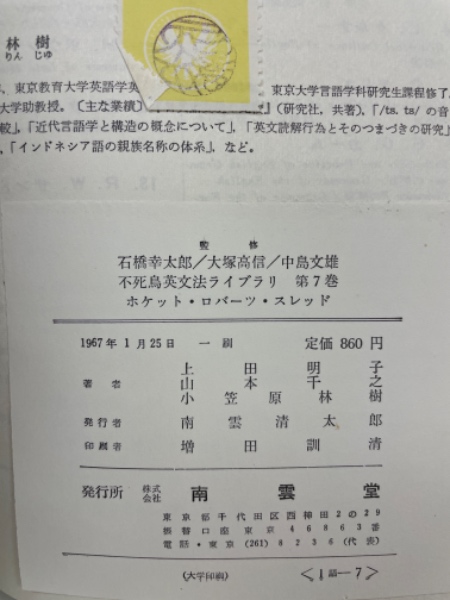 林樹
りん じゅ
東京教育大学英語学英
東京大学言語学科研究生課程修了。
大学助教授。〔主な業績〕
(研究社, 共著),「/ts. ta/ の音
較」,「近代言語学と構造の概念について」,「英文読解行為とそのつまづきの研究」
,「インドネシア語の親族名称の体系」, など。
監修
石橋幸太郎／大塚高信／中島文雄
不死鳥英文法ライブラリ 第7巻
ホケット・ロバーツ・スレッド
1967年1月25日 一刷 定価 860 円
著者
上田明子
山本千之
小笠原林樹
発行者 南雲清太郎
印刷者 増田訓清
発行所 株式会社 南雲堂
東京都千代田区西神田2の29
振替口座東京46863番
電話・東京 (261) 8236 (代表)
(大学印刷) <1話—7>